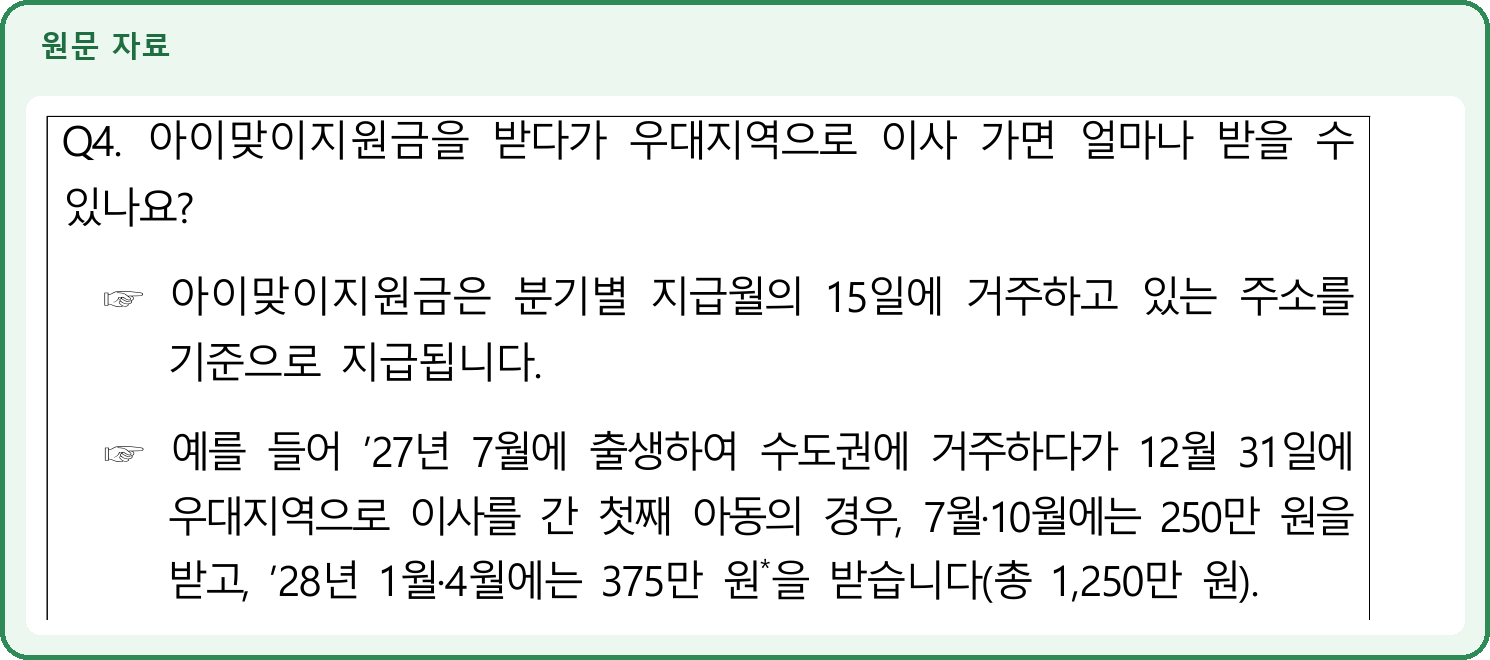 원문 자료
Q4. 아이맞이지원금을 받다가 우대지역으로 이사 가면 얼마나 받을 수
있나요?
☞ 아이맞이지원금은 분기별 지급월의 15일에 거주하고 있는 주소를
기준으로 지급됩니다.
☞ 예를 들어 ’27년 7월에 출생하여 수도권에 거주하다가 12월 31일에
우대지역으로 이사를 간 첫째 아동의 경우, 7월·10월에는 250만 원을
받고, ’28년 1월·4월에는 375만 원*을 받습니다(총 1,250만 원).